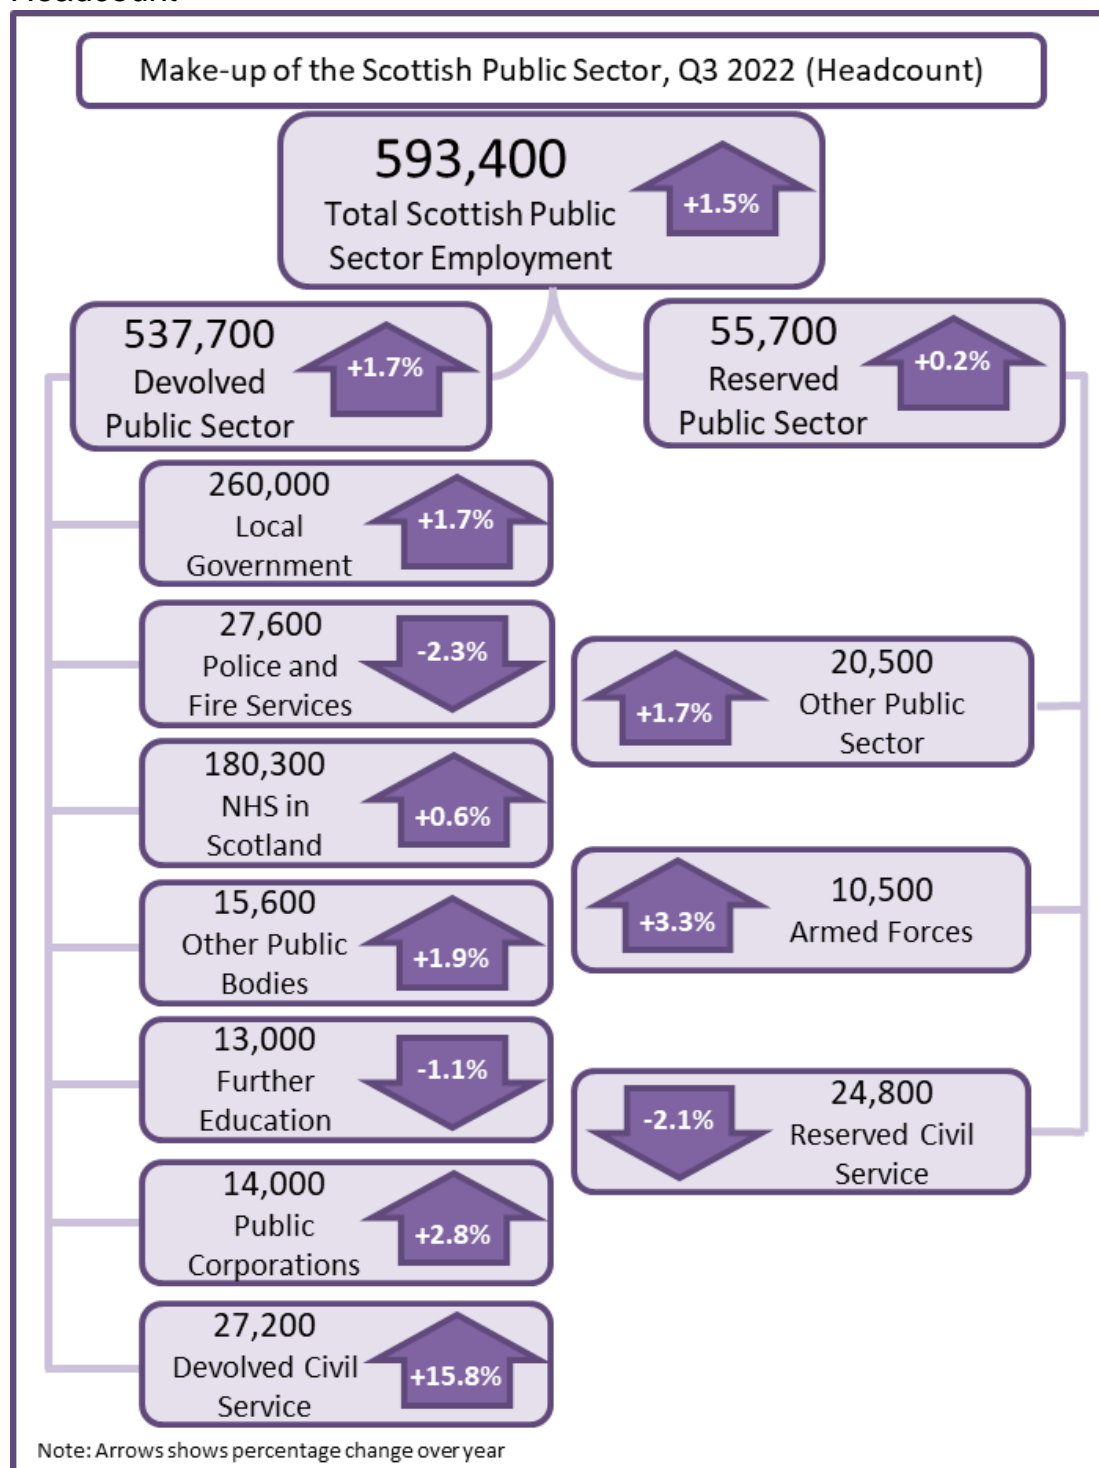 Headcount
Make-up of the Scottish Public Sector, Q3 2022 (Headcount)
593,400
Total Scottish Public
Sector Employment
+1.5%
537,700
Devolved
Public Sector
+1.7%
55,700
Reserved
Public Sector
+0.2%
260,000
Local
Government
+1.7%
27,600
Police and
Fire Services
-2.3%
180,300
NHS in
Scotland
+0.6%
15,600
Other Public
Bodies
+1.9%
13,000
Further
Education
-1.1%
14,000
Public
Corporations
+2.8%
27,200
Devolved Civil
Service
+15.8%
+1.7%
20,500
Other Public
Sector
+3.3%
10,500
Armed Forces
-2.1%
24,800
Reserved Civil
Service
Note: Arrows shows percentage change over year